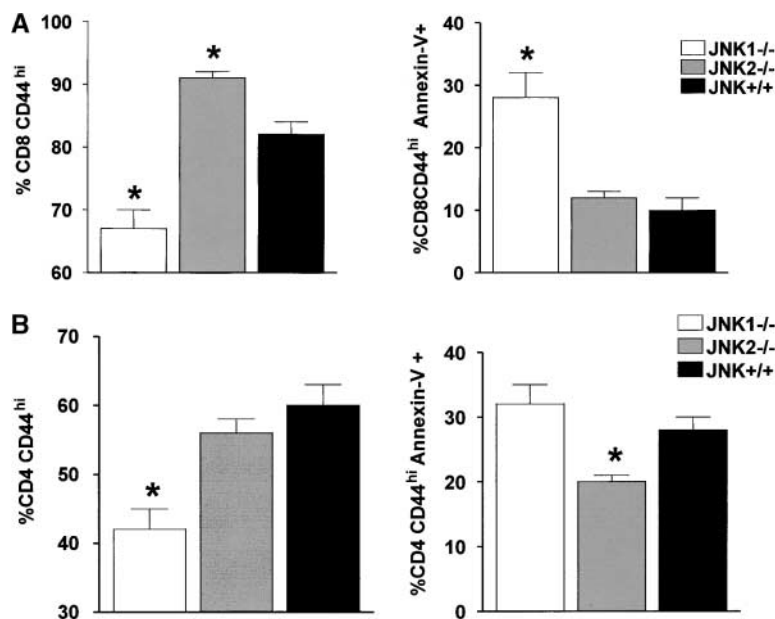 A
% CD8 CD44hi
100
90
80
70
60
*
*
%CD8CD44hi Annexin-V+
40
30
20
10
0
*
JNK1-/-
JNK2-/-
JNK+/+
B
%CD4 CD44hi
70
60
50
40
30
*
%CD4 CD44hi Annexin-V +
40
30
20
10
0
*
JNK1-/-
JNK2-/-
JNK+/+